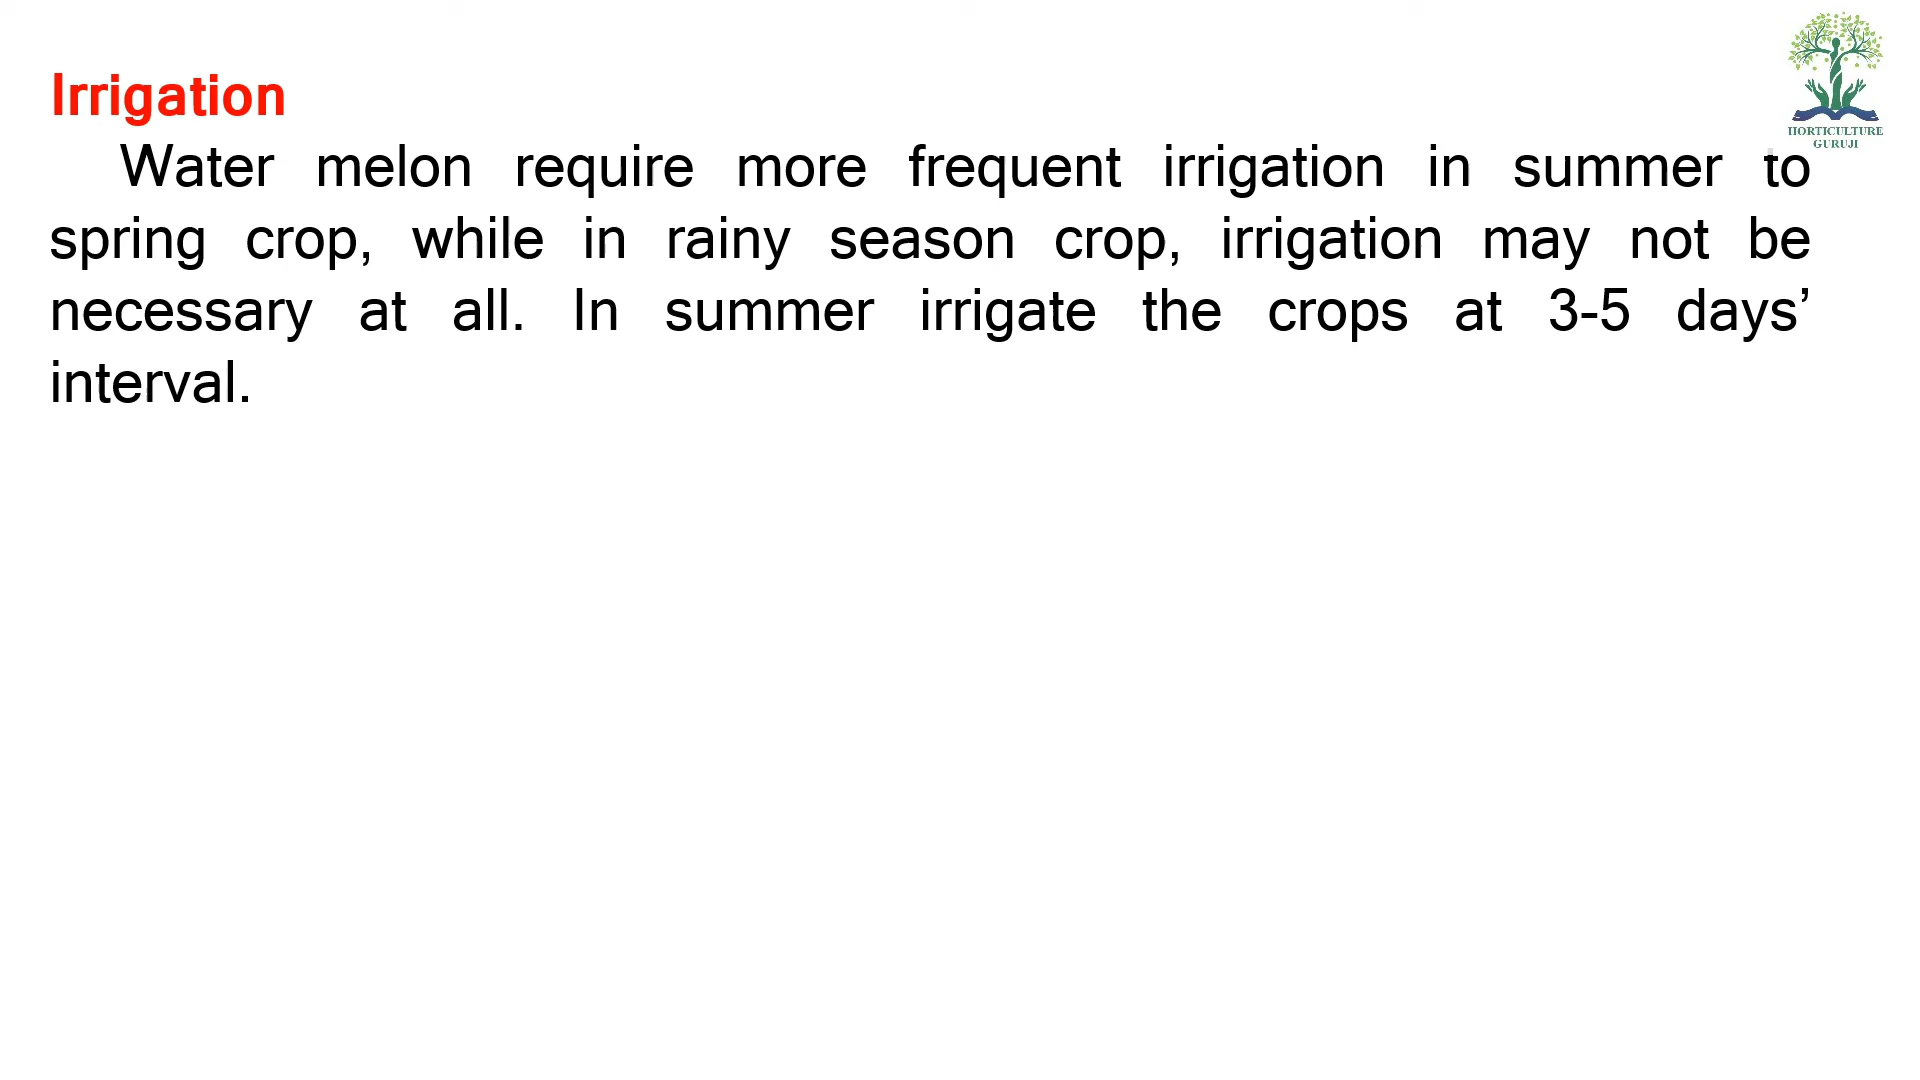 Irrigation
Water melon require more frequent irrigation in summer to
spring crop, while in rainy season crop, irrigation may not be
necessary at all. In summer irrigate the crops at 3-5 days’
interval.
HORTICULTURE
GURUJI